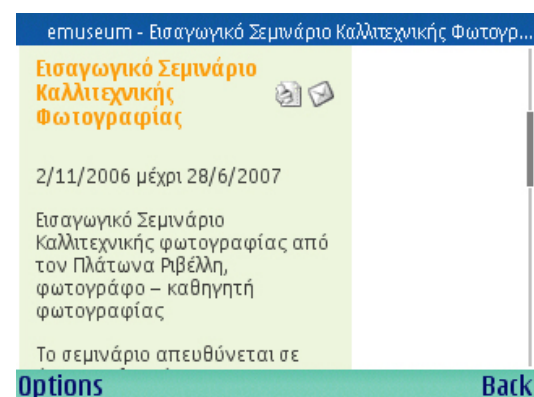 emuseum - Εισαγωγικό Σεμινάριο Καλλιτεχνικής Φωτογρ...
Εισαγωγικό Σεμινάριο
Καλλιτεχνικής
Φωτογραφίας
2/11/2006 μέχρι 28/6/2007
Εισαγωγικό Σεμινάριο
Καλλιτεχνικής φωτογραφίας από
τον Πλάτωνα Ριβέλλη,
φωτογράφο – καθηγητή
φωτογραφίας
Το σεμινάριο απευθύνεται σε
Options
Back